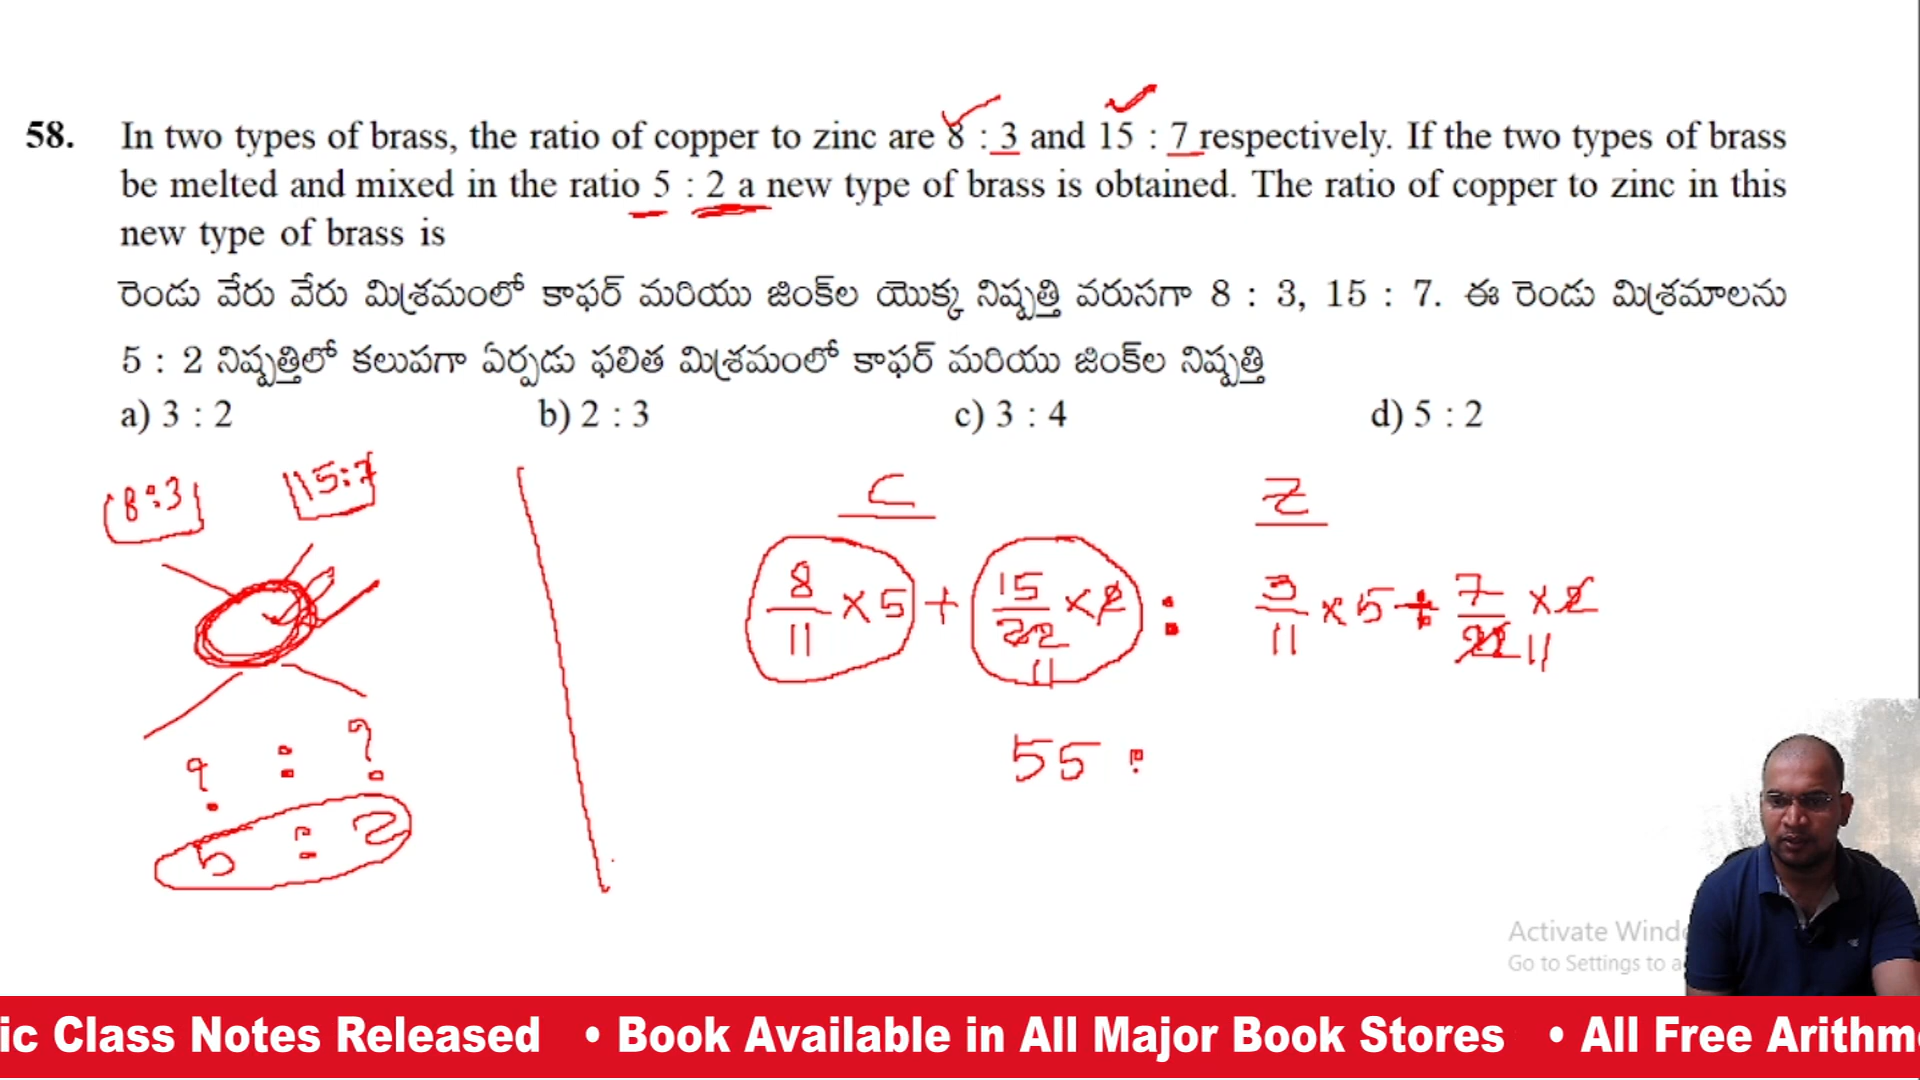 58. In two types of brass, the ratio of copper to zinc are 8 : 3 and 15 : 7 respectively. If the two types of brass
be melted and mixed in the ratio 5 : 2 a new type of brass is obtained. The ratio of copper to zinc in this
new type of brass is
రెండు వేరు వేరు మిశ్రమంలో కాఫర్ మరియు జింక్‌ల యొక్క నిష్పత్తి వరుసగా 8 : 3, 15 : 7. ఈ రెండు మిశ్రమాలను
5 : 2 నిష్పత్తిలో కలుపగా ఏర్పడు ఫలిత మిశ్రమంలో కాఫర్ మరియు జింక్‌ల నిష్పత్తి
a) 3 : 2 b) 2 : 3 c) 3 : 4 d) 5 : 2
8:3 15:7
C Z
8/11 × 5 + 15/22 × 2 : 3/11 × 5 + 7/22 × 2
11 11
? : ?
55 :
5 : 2
Activate Wind
Go to Settings to a
ic Class Notes Released • Book Available in All Major Book Stores • All Free Arithm